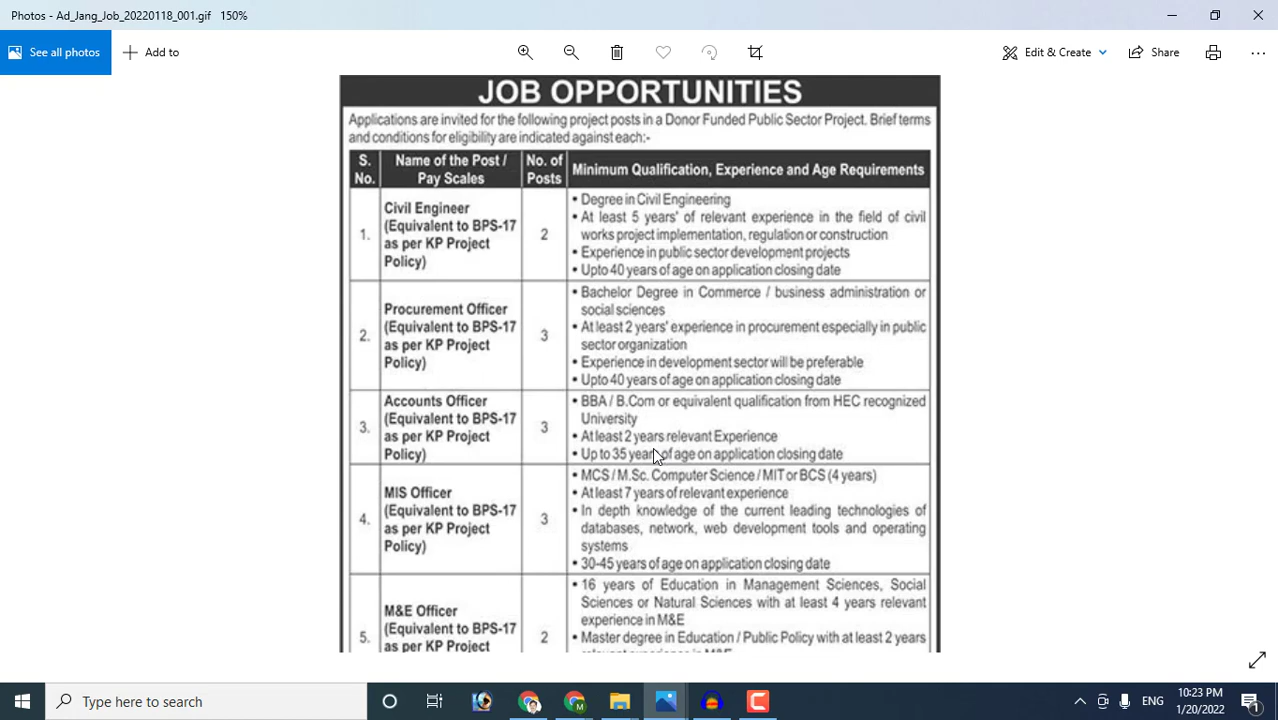 Photos - Ad_Jang_Job_20220118_001.gif 150%
See all photos
Add to
Edit & Create
Share
JOB OPPORTUNITIES
Applications are invited for the following project posts in a Donor Funded Public Sector Project. Brief terms
and conditions for eligibility are indicated against each:-
S. No.
Name of the Post / Pay Scales
No. of Posts
Minimum Qualification, Experience and Age Requirements
1.
Civil Engineer
(Equivalent to BPS-17
as per KP Project
Policy)
2
• Degree in Civil Engineering
• At least 5 years' of relevant experience in the field of civil
works project implementation, regulation or construction
• Experience in public sector development projects
• Upto 40 years of age on application closing date
2.
Procurement Officer
(Equivalent to BPS-17
as per KP Project
Policy)
3
• Bachelor Degree in Commerce / business administration or
social sciences
• At least 2 years' experience in procurement especially in public
sector organization
• Experience in development sector will be preferable
• Upto 40 years of age on application closing date
3.
Accounts Officer
(Equivalent to BPS-17
as per KP Project
Policy)
3
• BBA / B.Com or equivalent qualification from HEC recognized
University
• At least 2 years relevant Experience
• Up to 35 years of age on application closing date
4.
MIS Officer
(Equivalent to BPS-17
as per KP Project
Policy)
3
• MCS / M.Sc. Computer Science / MIT or BCS (4 years)
• At least 7 years of relevant experience
• In depth knowledge of the current leading technologies of
databases, network, web development tools and operating
systems
• 30-45 years of age on application closing date
5.
M&E Officer
(Equivalent to BPS-17
as per KP Project
2
• 16 years of Education in Management Sciences, Social
Sciences or Natural Sciences with at least 4 years relevant
experience in M&E
• Master degree in Education / Public Policy with at least 2 years
Type here to search
ENG
10:23 PM
1/20/2022